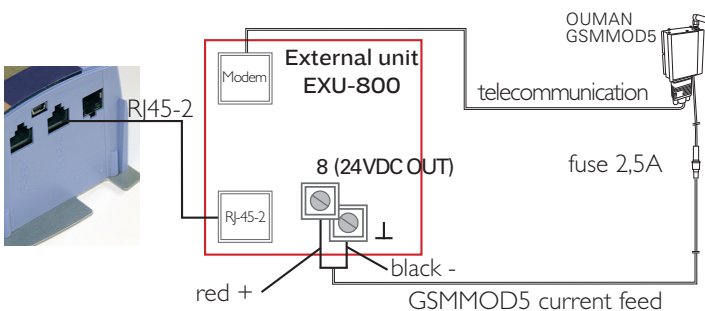 OUMAN
GSMMOD5
External unit
EXU-800
Modem
telecommunication
RJ45-2
8 (24VDC OUT)
fuse 2,5A
RJ-45-2
black -
red +
GSMMOD5 current feed